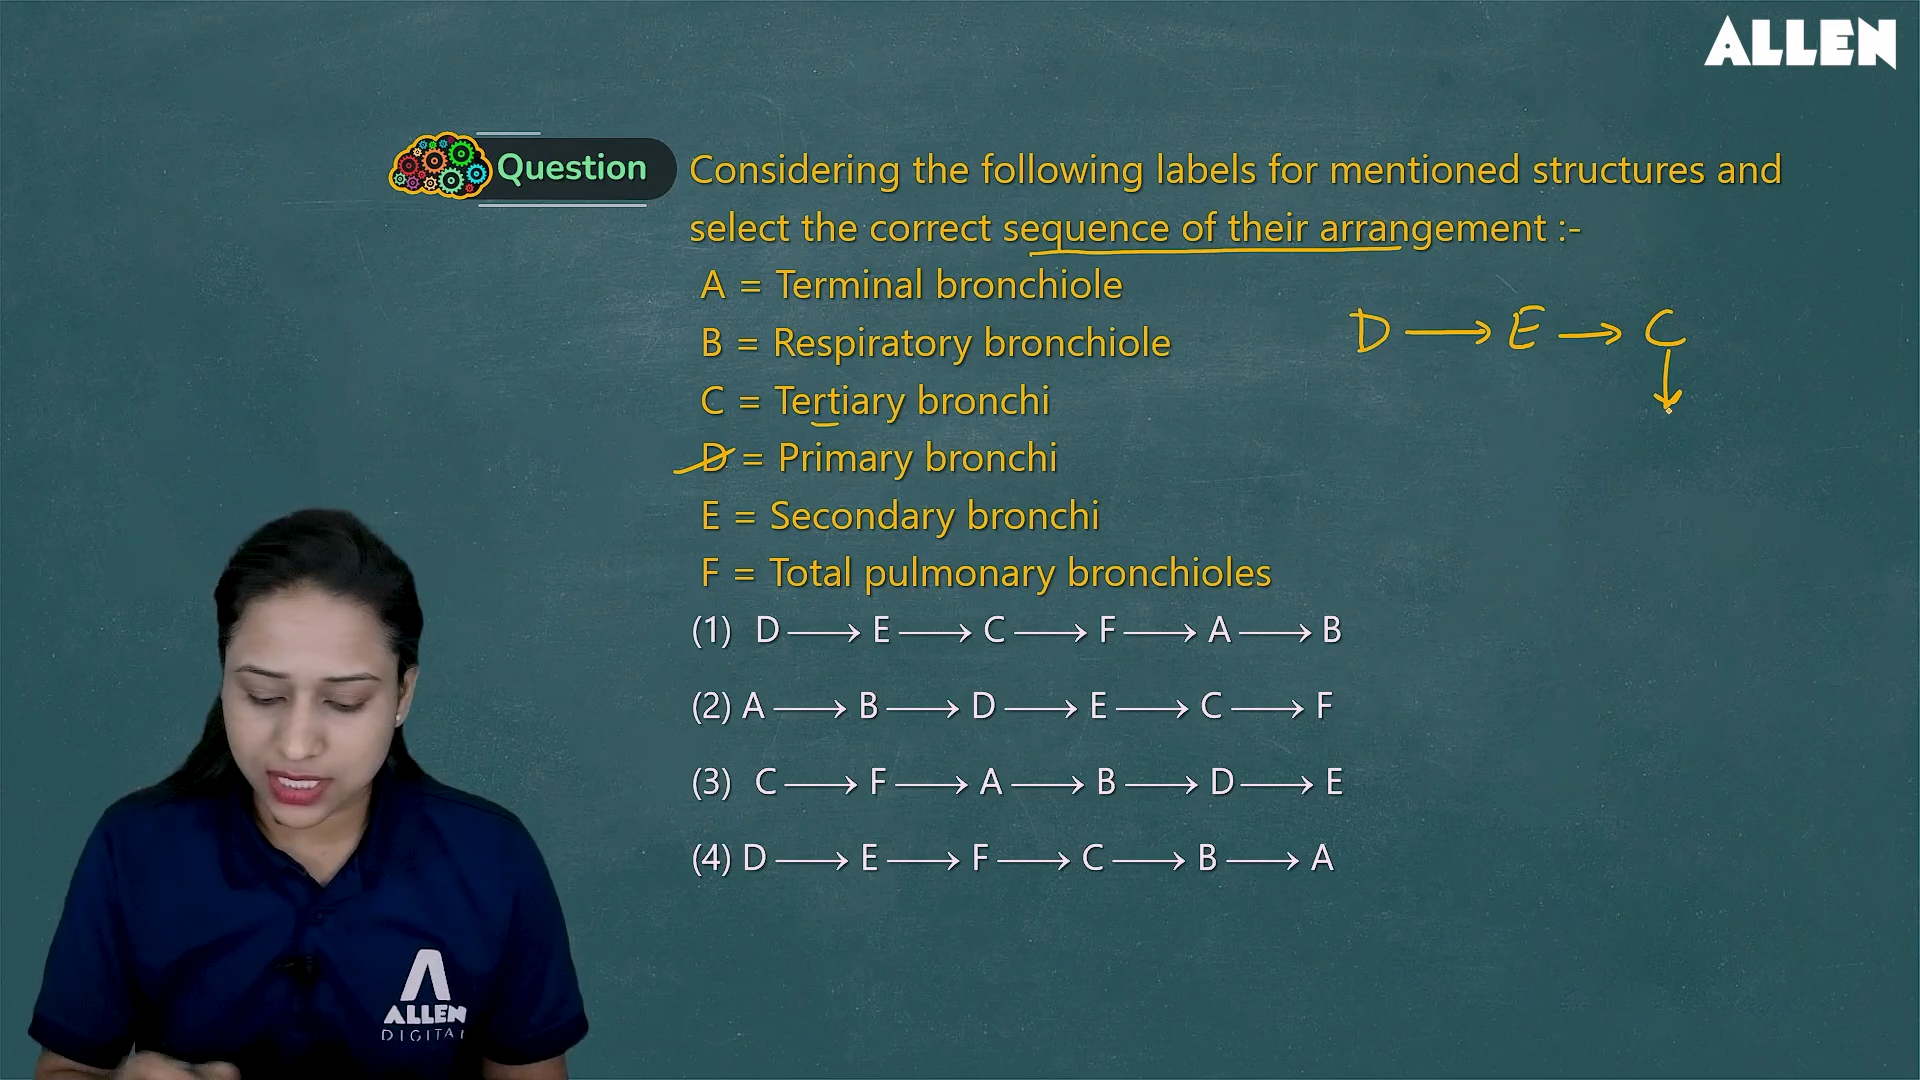 ALLEN
Question
Considering the following labels for mentioned structures and
select the correct sequence of their arrangement :-
A = Terminal bronchiole
B = Respiratory bronchiole
C = Tertiary bronchi
D = Primary bronchi
E = Secondary bronchi
F = Total pulmonary bronchioles
D → E → C
↓
(1) D → E → C → F → A → B
(2) A → B → D → E → C → F
(3) C → F → A → B → D → E
(4) D → E → F → C → B → A
ALLEN
DIGITAL